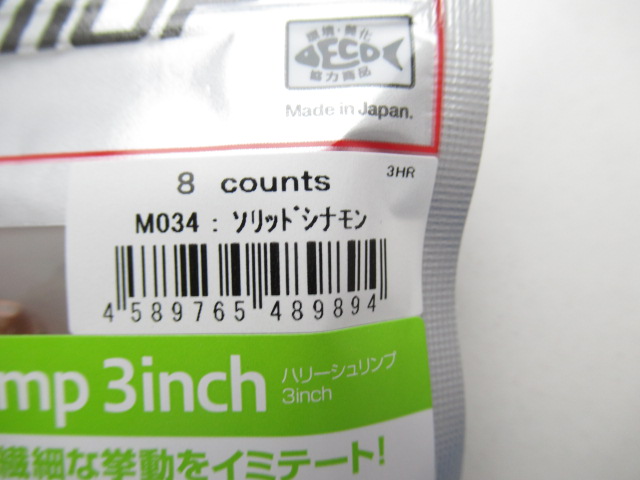 環境・魚化
ECO
協力商品
Made in Japan.
3HR
8 counts
M034 : ソリッドシナモン
4 589765 489894
mp 3inch
ハリーシュリンプ
3inch
繊細な挙動をイミテート!